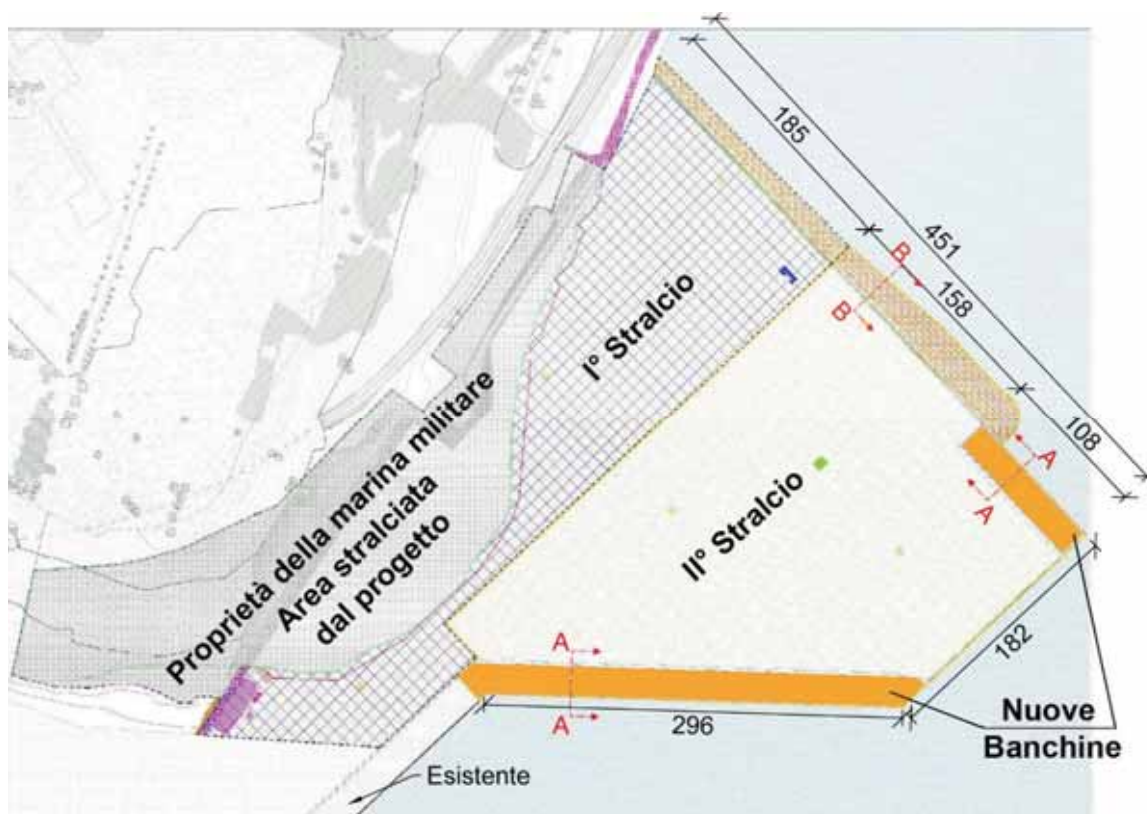 185
451
B
B
158
I° Stralcio
108
A
A
Proprietà della marina militare
Area stralciata
dal progetto
II° Stralcio
A
A
182
296
Nuove
Banchine
Esistente